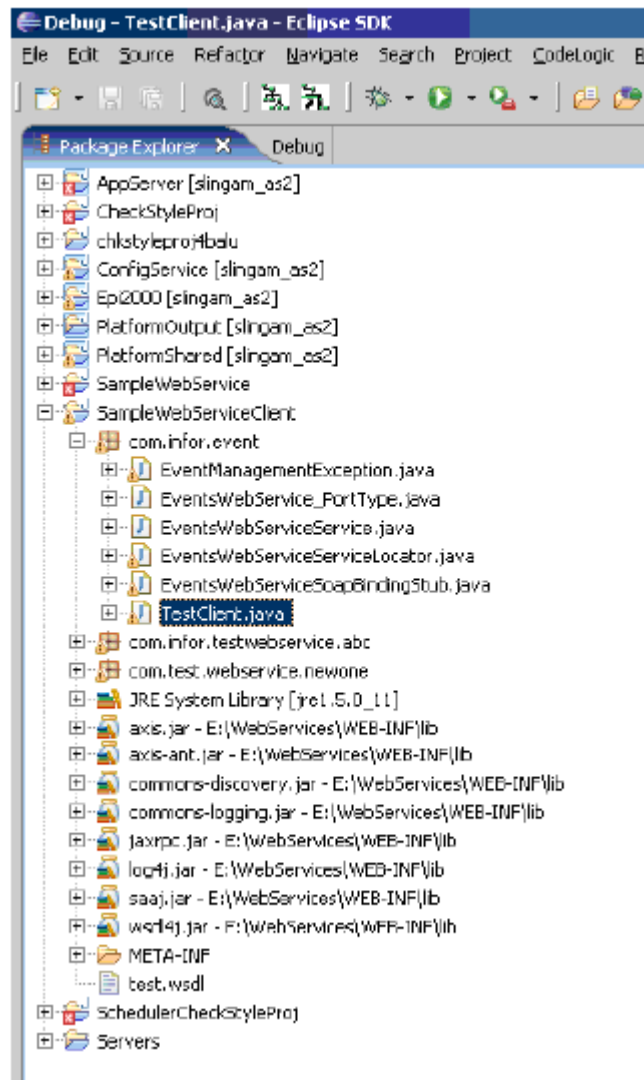 Debug - TestClient.java - Eclipse SDK
File Edit Source Refactor Navigate Search Project CodeLogic
Package Explorer Debug
AppServer [slingam_as2]
CheckStyleProj
chkstyleproj4balu
ConfigService [slingam_as2]
Epi2000 [slingam_as2]
PlatformOutput [slingam_as2]
PlatformShared [slingam_as2]
SampleWebService
SampleWebServiceClient
com.infor.event
EventManagementException.java
EventsWebService_PortType.java
EventsWebServiceService.java
EventsWebServiceServiceLocator.java
EventsWebServiceSoapBindingStub.java
TestClient.java
com.infor.testwebservice.abc
com.test.webservice.newone
JRE System Library [jre1.5.0_11]
axis.jar - E:\WebServices\WEB-INF\lib
axis-ant.jar - E:\WebServices\WEB-INF\lib
commons-discovery.jar - E:\WebServices\WEB-INF\lib
commons-logging.jar - E:\WebServices\WEB-INF\lib
jaxrpc.jar - E:\WebServices\WEB-INF\lib
log4j.jar - E:\WebServices\WEB-INF\lib
saaj.jar - E:\WebServices\WEB-INF\lib
wsdl4j.jar - E:\WebServices\WEB-INF\lib
META-INF
test.wsdl
SchedulerCheckStyleProj
Servers